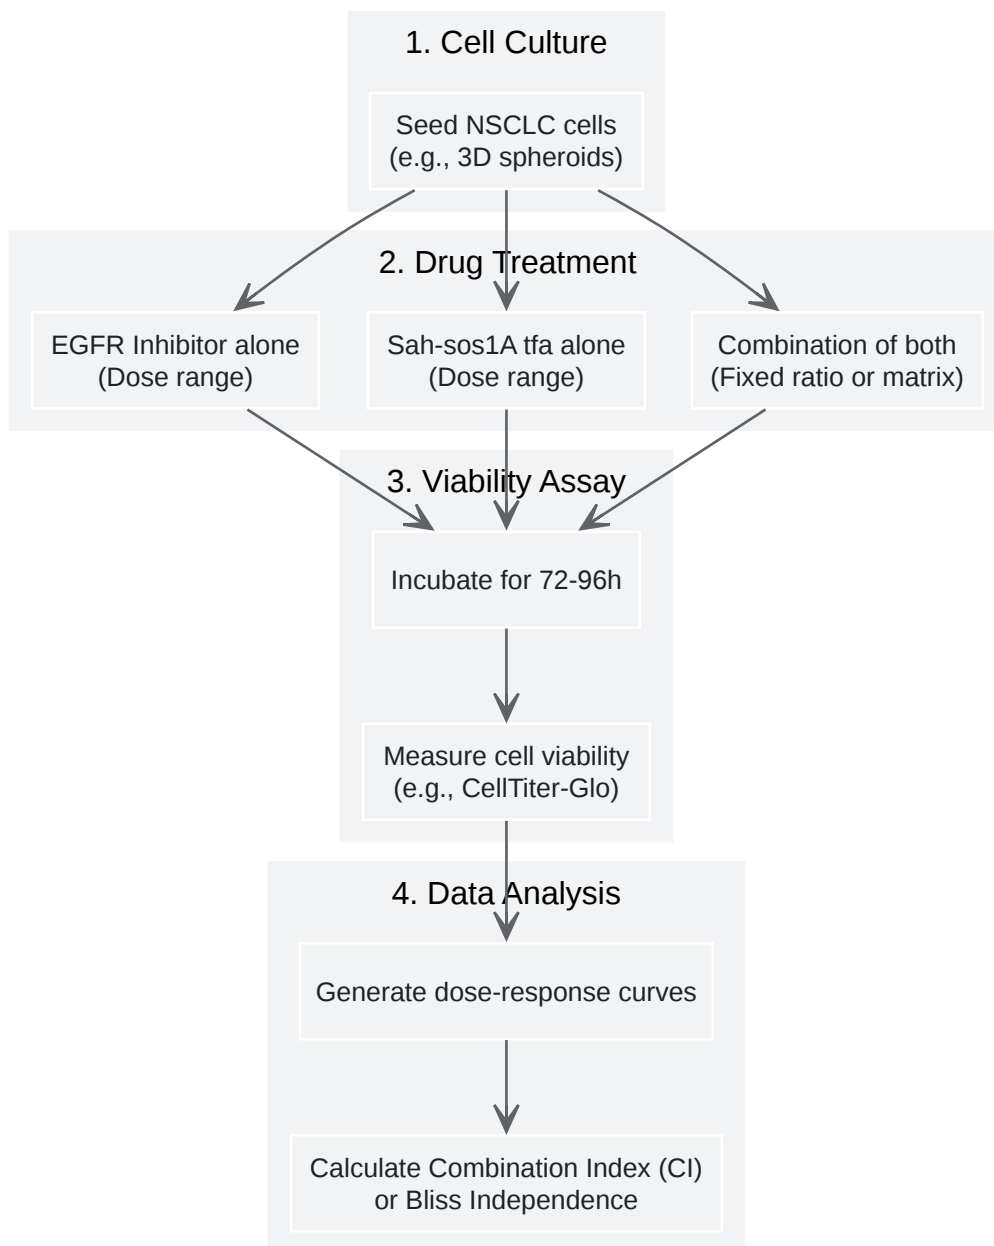 1. Cell Culture
Seed NSCLC cells
(e.g., 3D spheroids)
2. Drug Treatment
EGFR Inhibitor alone
(Dose range)
Sah-sos1A tfa alone
(Dose range)
Combination of both
(Fixed ratio or matrix)
3. Viability Assay
Incubate for 72-96h
Measure cell viability
(e.g., CellTiter-Glo)
4. Data Analysis
Generate dose-response curves
Calculate Combination Index (CI)
or Bliss Independence